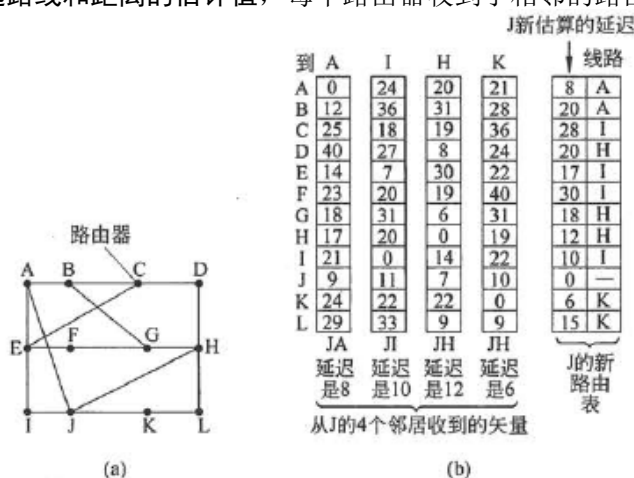 路线和距离的估计值，每个路由器收到了相邻的路由
J新估算的延迟
到 A I H K 线路
A 0 24 20 21 8 A
B 12 36 31 28 20 A
C 25 18 19 36 28 I
D 40 27 8 24 20 H
E 14 7 30 22 17 I
F 23 20 19 40 30 I
G 18 31 6 31 18 H
H 17 20 0 19 12 H
I 21 0 14 22 10 I
J 9 11 7 10 0 —
K 24 22 22 0 6 K
L 29 33 9 9 15 K
JA JI JH JH
延迟 延迟 延迟 延迟
是8 是10 是12 是6
J的新
路由
表
从J的4个邻居收到的矢量
路由器
A B C D
E F G H
I J K L
(a) (b)